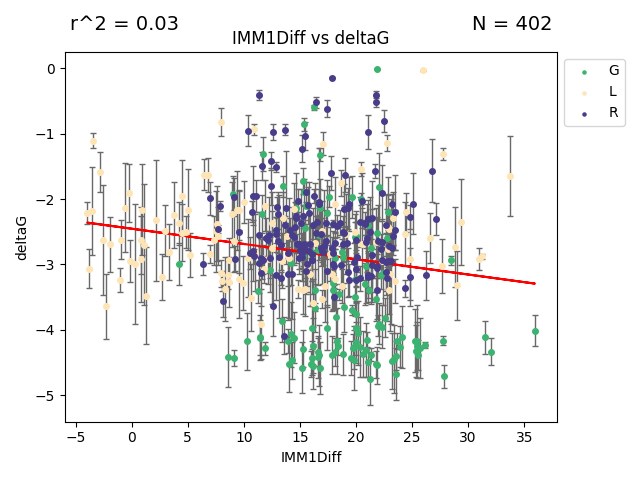 r^2 = 0.03 N = 402
IMM1Diff vs deltaG
G
L
R
deltaG
0
−1
−2
−3
−4
−5
−5 0 5 10 15 20 25 30 35
IMM1Diff